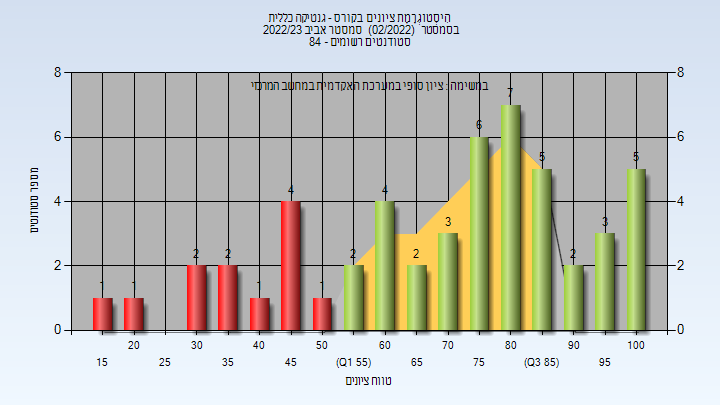 היסטוגרמת ציונים בקורס - גנטיקה כללית
בסמסטר (02/2022) סמסטר אביב 2022/23
סטודנטים רשומים - 84
במשימה : ציון סופי במערכת האקדמית במחשב המרכזי
מספר סטודנטים
8 8
6 6
4 4
2 2
0 0
1 1 2 2 1 4 1 2 4 2 3 6 7 5 2 3 5
20 30 40 50 60 70 80 90 100
15 25 35 45 (Q1 55) 65 75 (Q3 85) 95
טווח ציונים